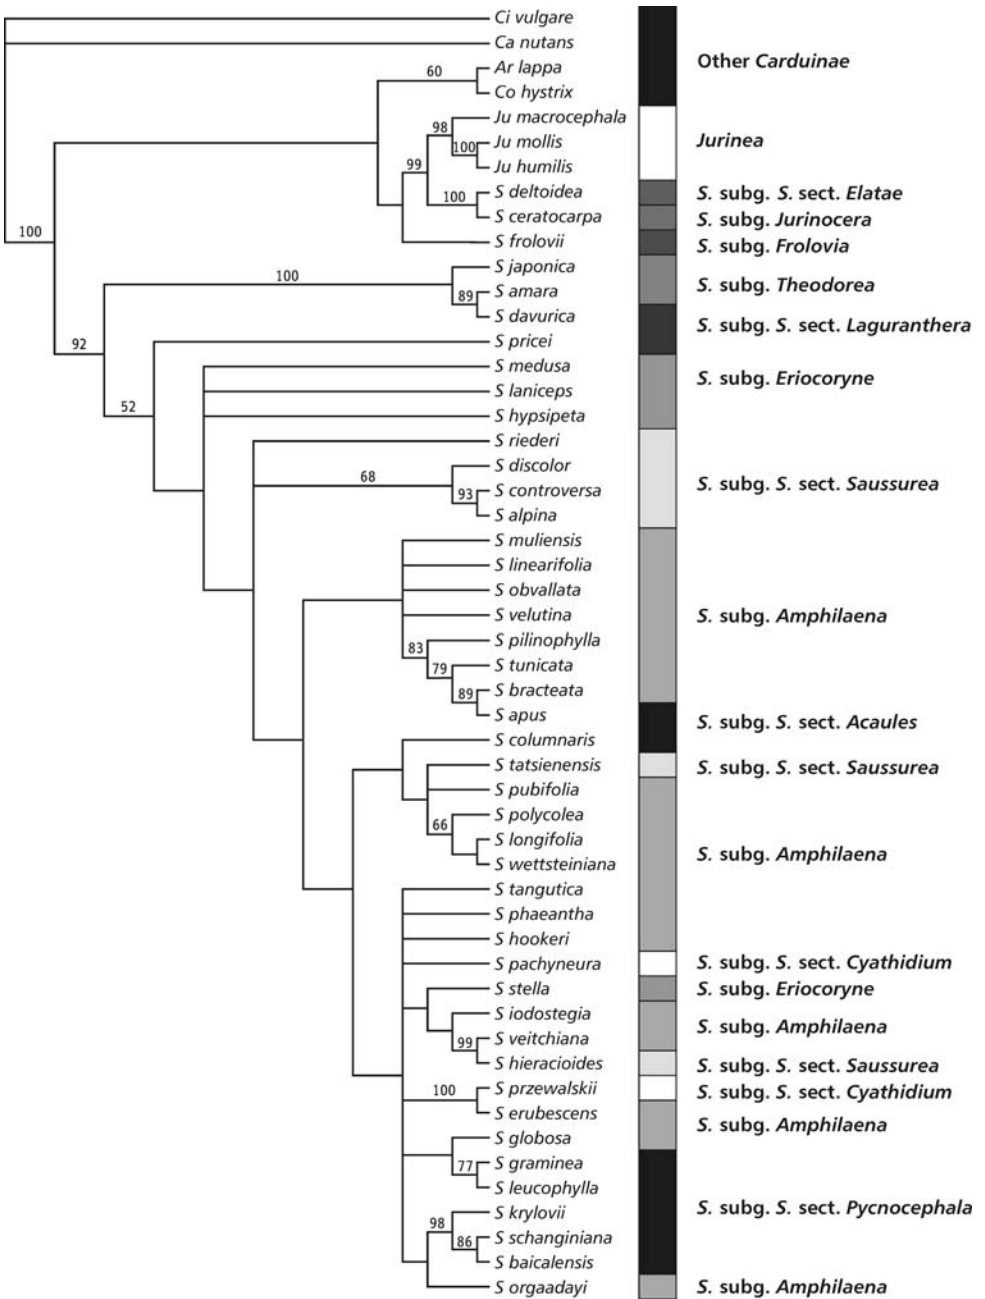 Ci vulgare
Ca nutans
Other Carduinae
60
Ar lappa
Co hystrix
Ju macrocephala
98
Jurinea
100
Ju mollis
99
Ju humilis
S deltoidea
S. subg. S. sect. Elatae
100
S ceratocarpa
S. subg. Jurinocera
100
S frolovii
S. subg. Frolovia
S japonica
100
S. subg. Theodorea
89
S amara
S davurica
S. subg. S. sect. Laguranthera
92
S pricei
S medusa
S. subg. Eriocoryne
S laniceps
52
S hypsipeta
S riederi
S discolor
68
S. subg. S. sect. Saussurea
93
S controversa
S alpina
S muliensis
S linearifolia
S obvallata
S velutina
S. subg. Amphilaena
83
S pilinophylla
79
S tunicata
89
S bracteata
S apus
S. subg. S. sect. Acaules
S columnaris
S tatsienensis
S. subg. S. sect. Saussurea
S pubifolia
66
S polycolea
S longifolia
S. subg. Amphilaena
S wettsteiniana
S tangutica
S phaeantha
S hookeri
S pachyneura
S. subg. S. sect. Cyathidium
S stella
S. subg. Eriocoryne
S iodostegia
S. subg. Amphilaena
99
S veitchiana
S hieracioides
S. subg. S. sect. Saussurea
100
S przewalskii
S. subg. S. sect. Cyathidium
S erubescens
S. subg. Amphilaena
S globosa
77
S graminea
S leucophylla
S. subg. S. sect. Pycnocephala
98
S krylovii
86
S schanginiana
S baicalensis
S orgaadayi
S. subg. Amphilaena